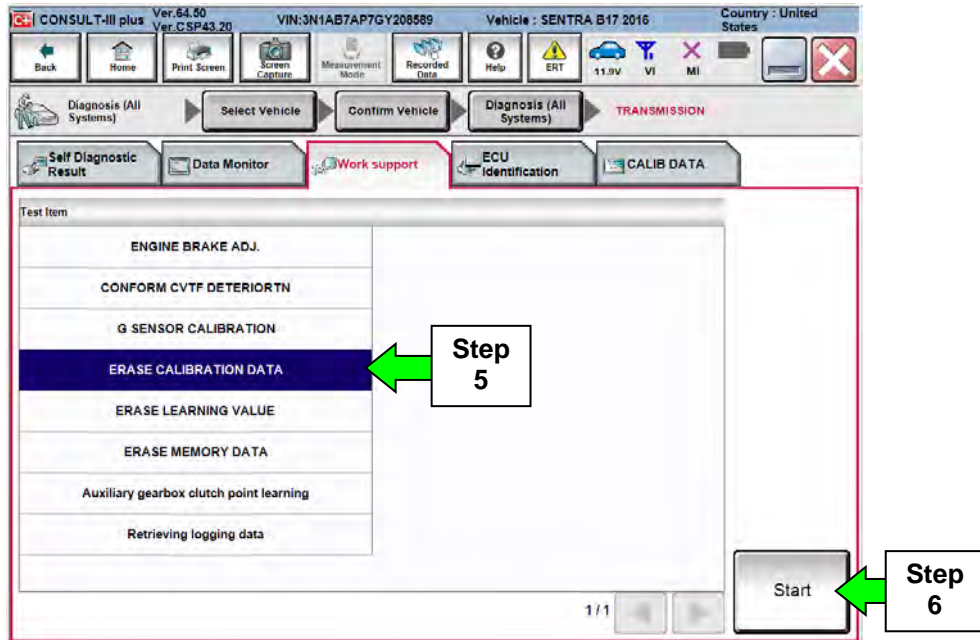 C+ CONSULT-III plus Ver.64.50 VIN:3N1AB7AP7GY208589 Vehicle : SENTRA B17 2016 Country : United
Ver.CSP43.20 States
Back Home Print Screen Screen Capture Measurement Mode Recorded Data Help ERT 11.9V VI MI
Diagnosis (All Systems) Select Vehicle Confirm Vehicle Diagnosis (All Systems) TRANSMISSION
Self Diagnostic Result Data Monitor Work support ECU Identification CALIB DATA
Test Item
ENGINE BRAKE ADJ.
CONFORM CVTF DETERIORTN
G SENSOR CALIBRATION
ERASE CALIBRATION DATA
Step
5
ERASE LEARNING VALUE
ERASE MEMORY DATA
Auxiliary gearbox clutch point learning
Retrieving logging data
Start
Step
6
1/1